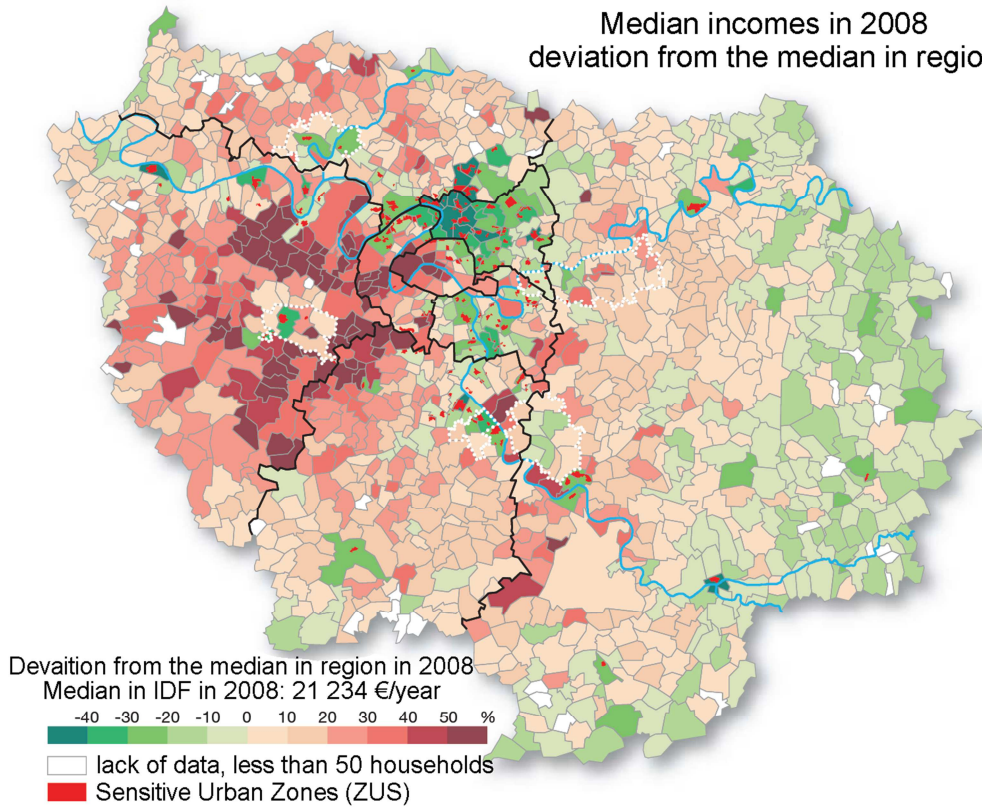 Median incomes in 2008
deviation from the median in regio
Devaition from the median in region in 2008
Median in IDF in 2008: 21 234 €/year
-40 -30 -20 -10 0 10 20 30 40 50 %
lack of data, less than 50 households
Sensitive Urban Zones (ZUS)